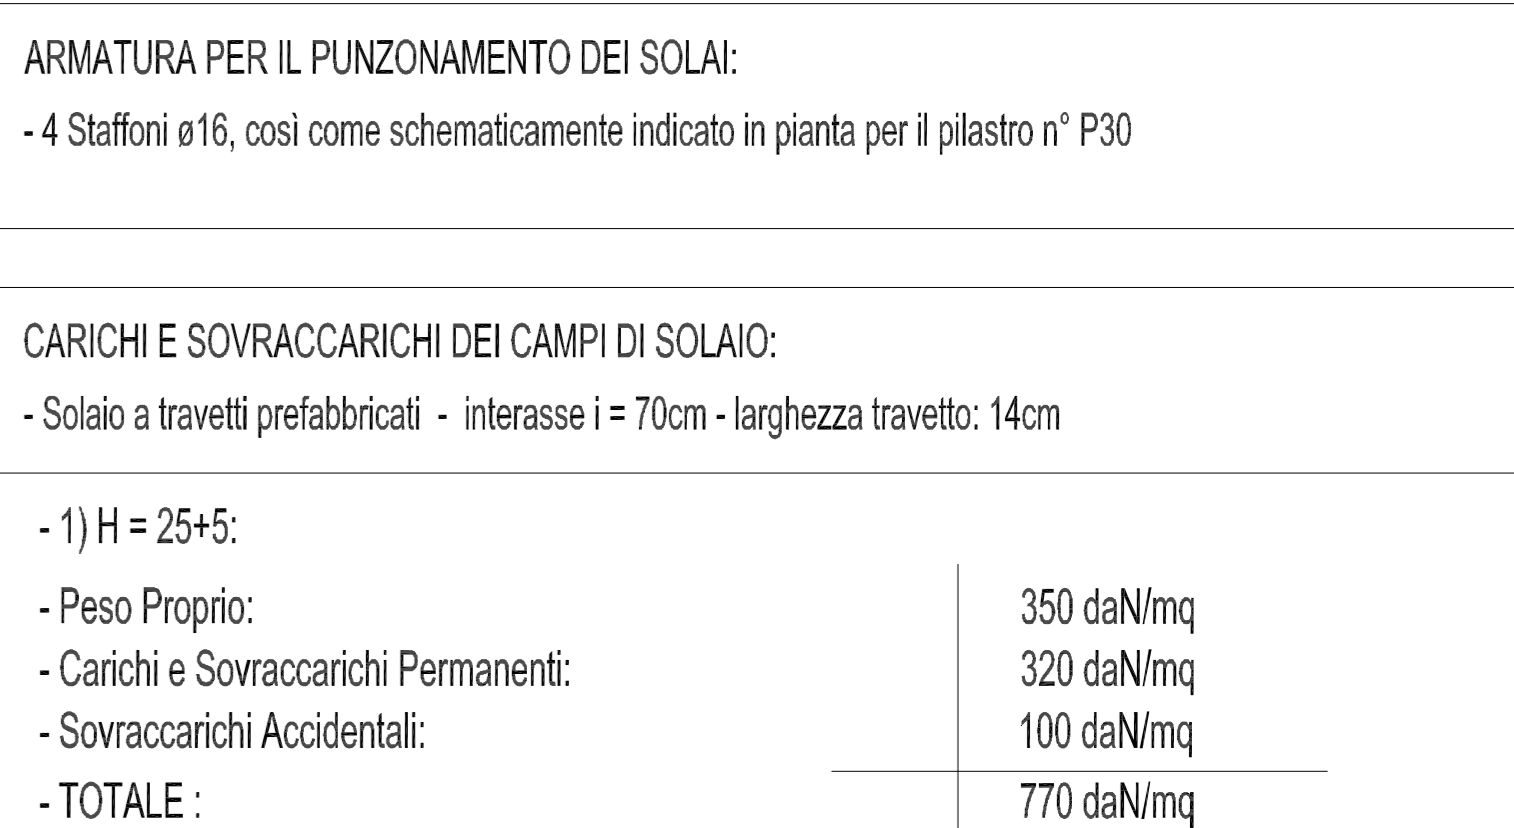 ARMATURA PER IL PUNZONAMENTO DEI SOLAI:
- 4 Staffoni ø16, così come schematicamente indicato in pianta per il pilastro n° P30
CARICHI E SOVRACCARICHI DEI CAMPI DI SOLAIO:
- Solaio a travetti prefabbricati - interasse i = 70cm - larghezza travetto: 14cm
- 1) H = 25+5:
- Peso Proprio: 350 daN/mq
- Carichi e Sovraccarichi Permanenti: 320 daN/mq
- Sovraccarichi Accidentali: 100 daN/mq
- TOTALE : 770 daN/mq